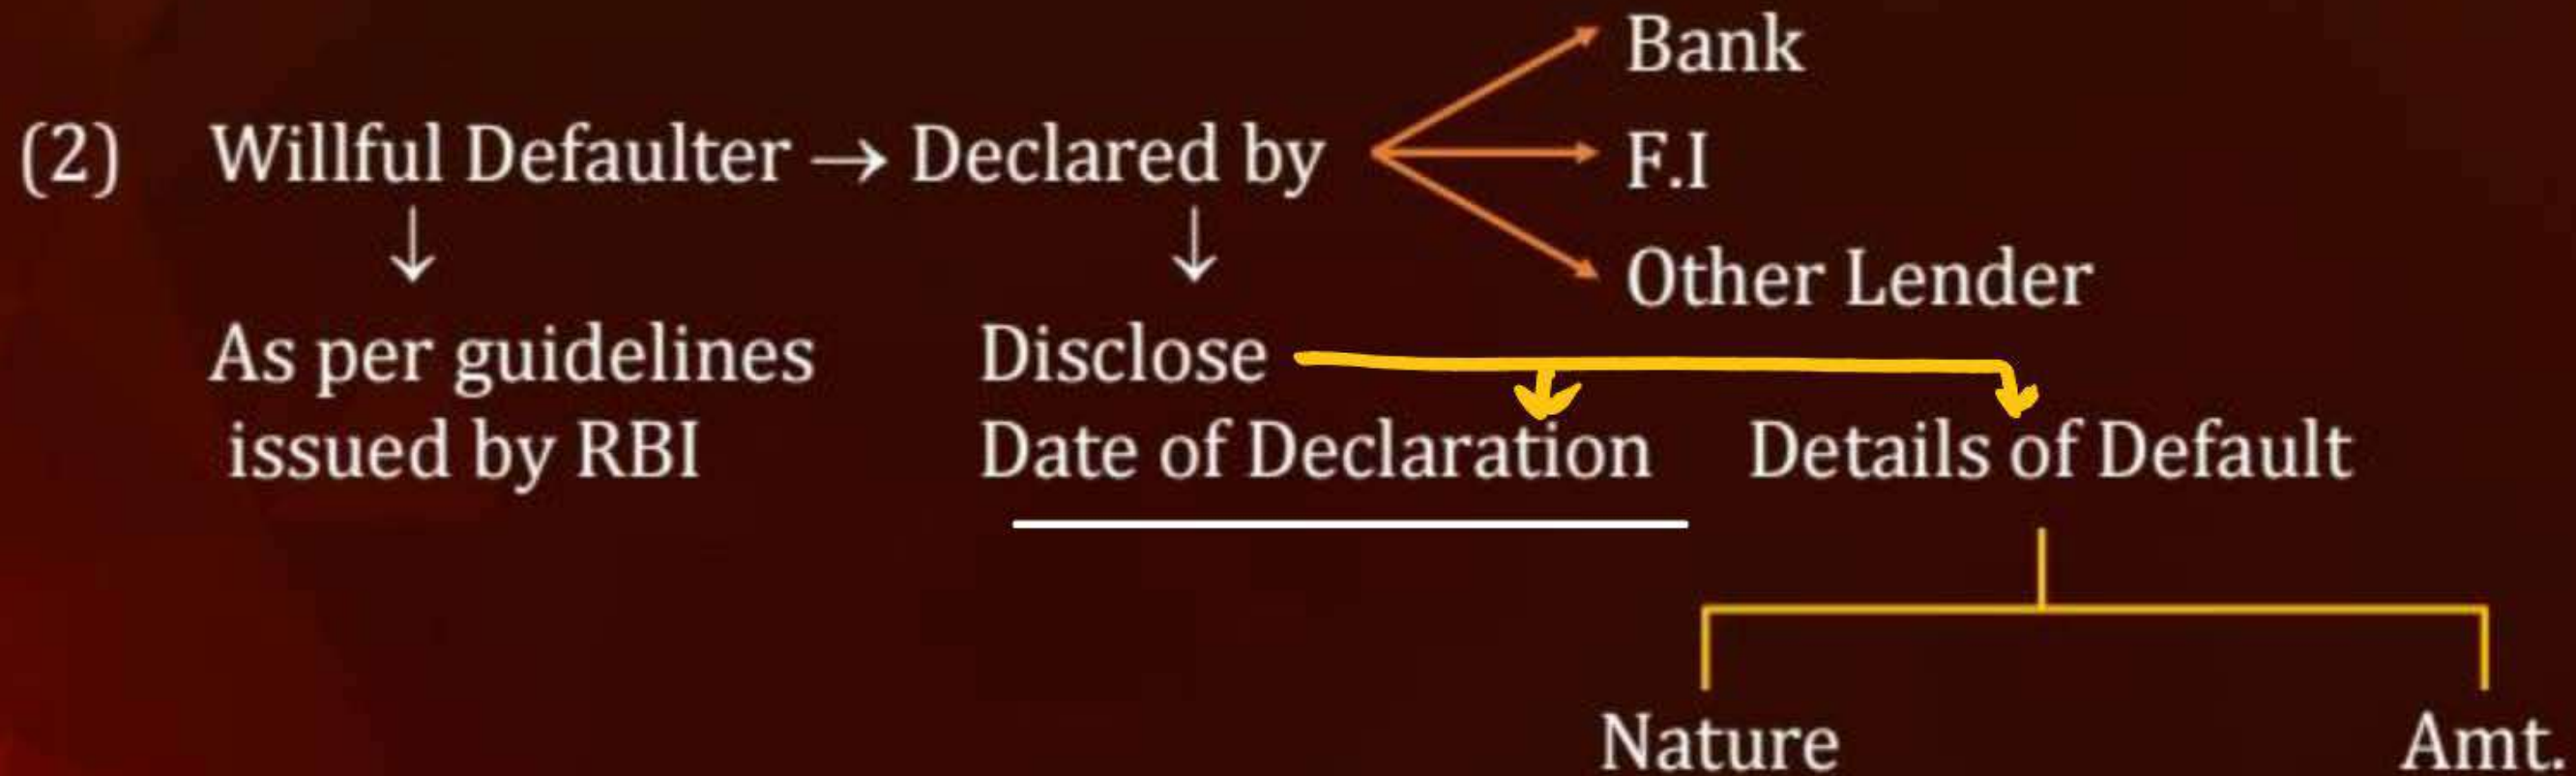 Bank
(2) Willful Defaulter → Declared by
F.I
Other Lender
As per guidelines
issued by RBI
Disclose
Date of Declaration
Details of Default
Nature
Amt.